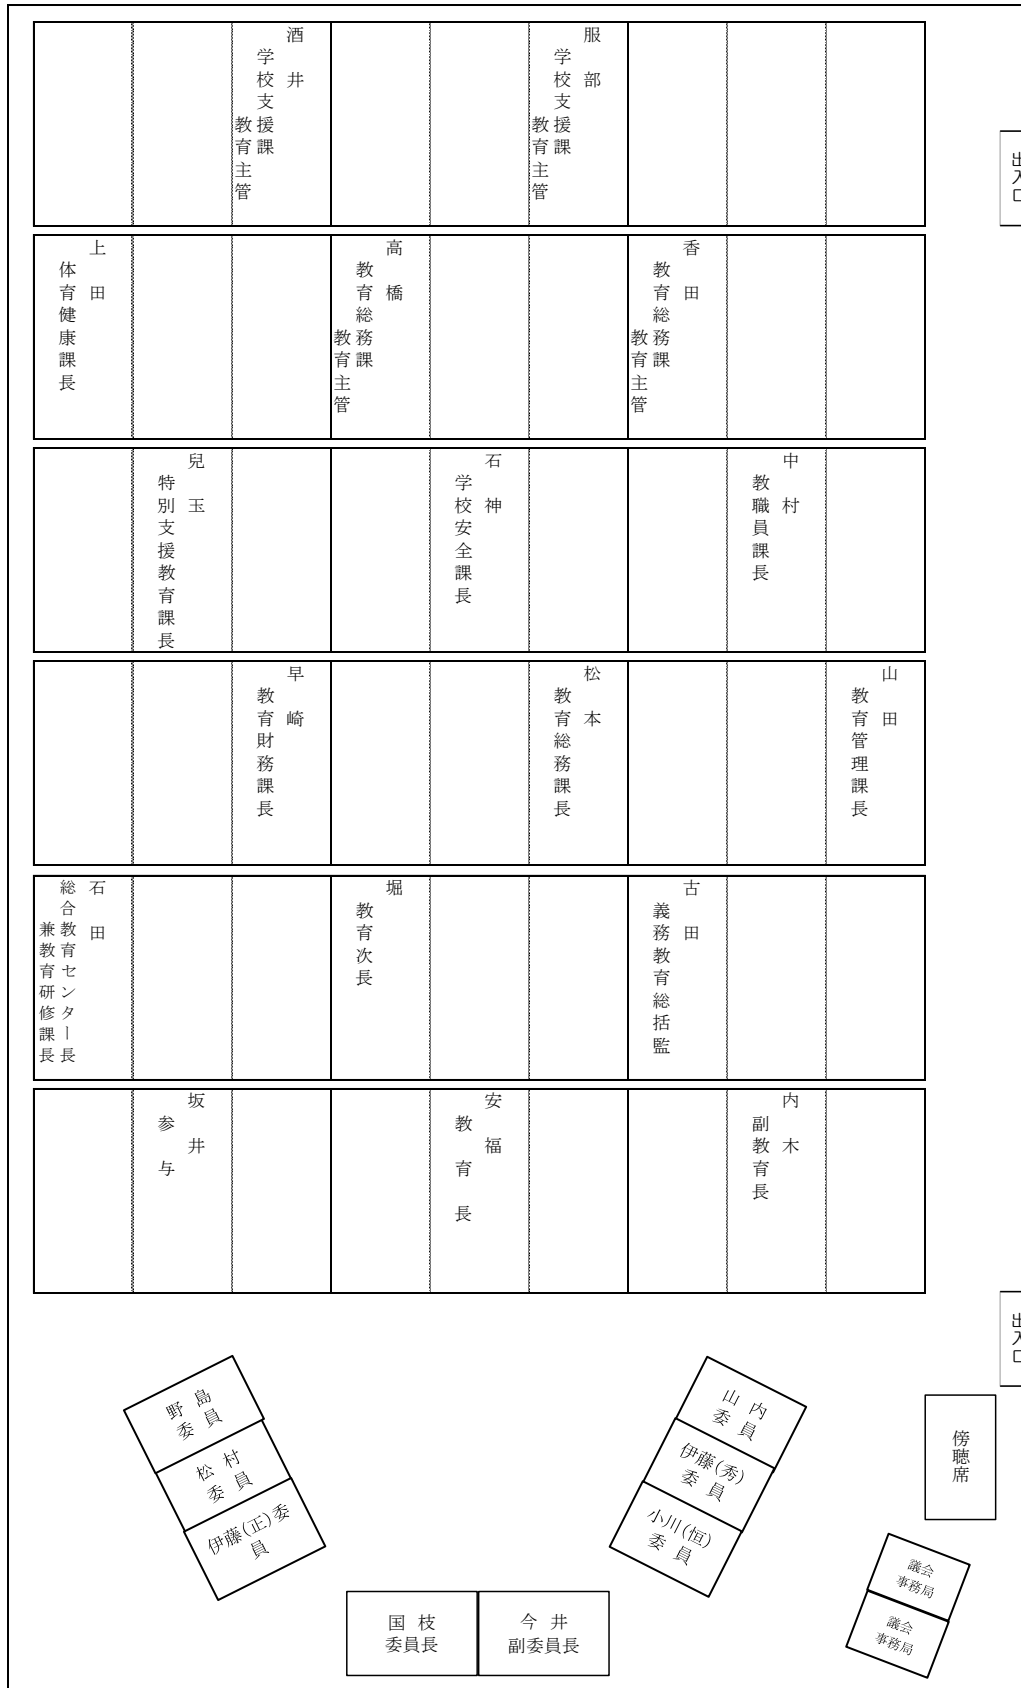 服　部
学校支援課
教育主管
酒　井
学校支援課
教育主管
出入口
香　田
教育総務課
教育主管
高　橋
教育総務課
教育主管
上　田
体育健康課長
中　村
教職員課長
石　神
学校安全課長
児　玉
特別支援教育課長
山　田
教育管理課長
松　本
教育総務課長
早　崎
教育財務課長
古　田
義務教育総括監
堀
教育次長
石　田
総合教育センター長
兼教育研修課長
内　木
副教育長
安　福
教　育　長
坂　井
参　与
出入口
野 島
委 員
松 村
委 員
伊藤(正)委
員
山 内
委 員
伊藤(秀)
委 員
小川(恒)
委 員
傍聴席
議会
事務局
議会
事務局
国 枝
委員長
今 井
副委員長